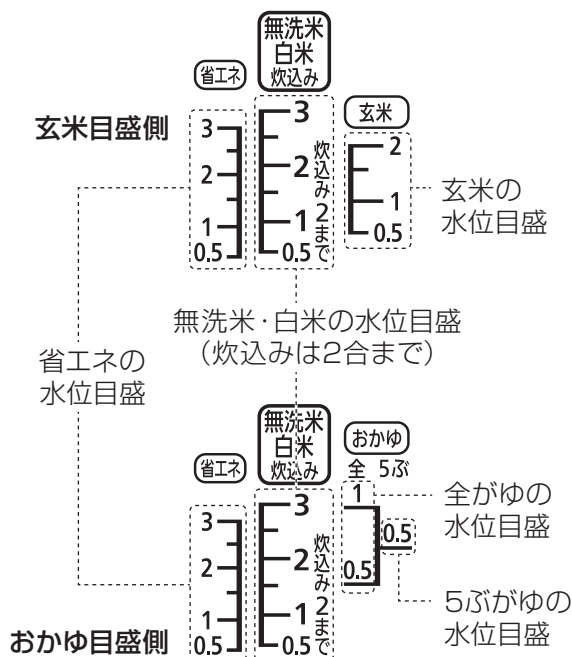 無洗米
白米
炊込み
省エネ
玄米
玄米目盛側
3
2
1
0.5
3
2
1
0.5
炊込み2まで
2
1
0.5
玄米の
水位目盛
無洗米・白米の水位目盛
(炊込みは2合まで)
省エネの
水位目盛
無洗米
白米
炊込み
省エネ
おかゆ
全 5ぶ
3
2
1
0.5
3
2
1
0.5
炊込み2まで
1
0.5
0.5
全がゆの
水位目盛
5ぶがゆの
水位目盛
おかゆ目盛側